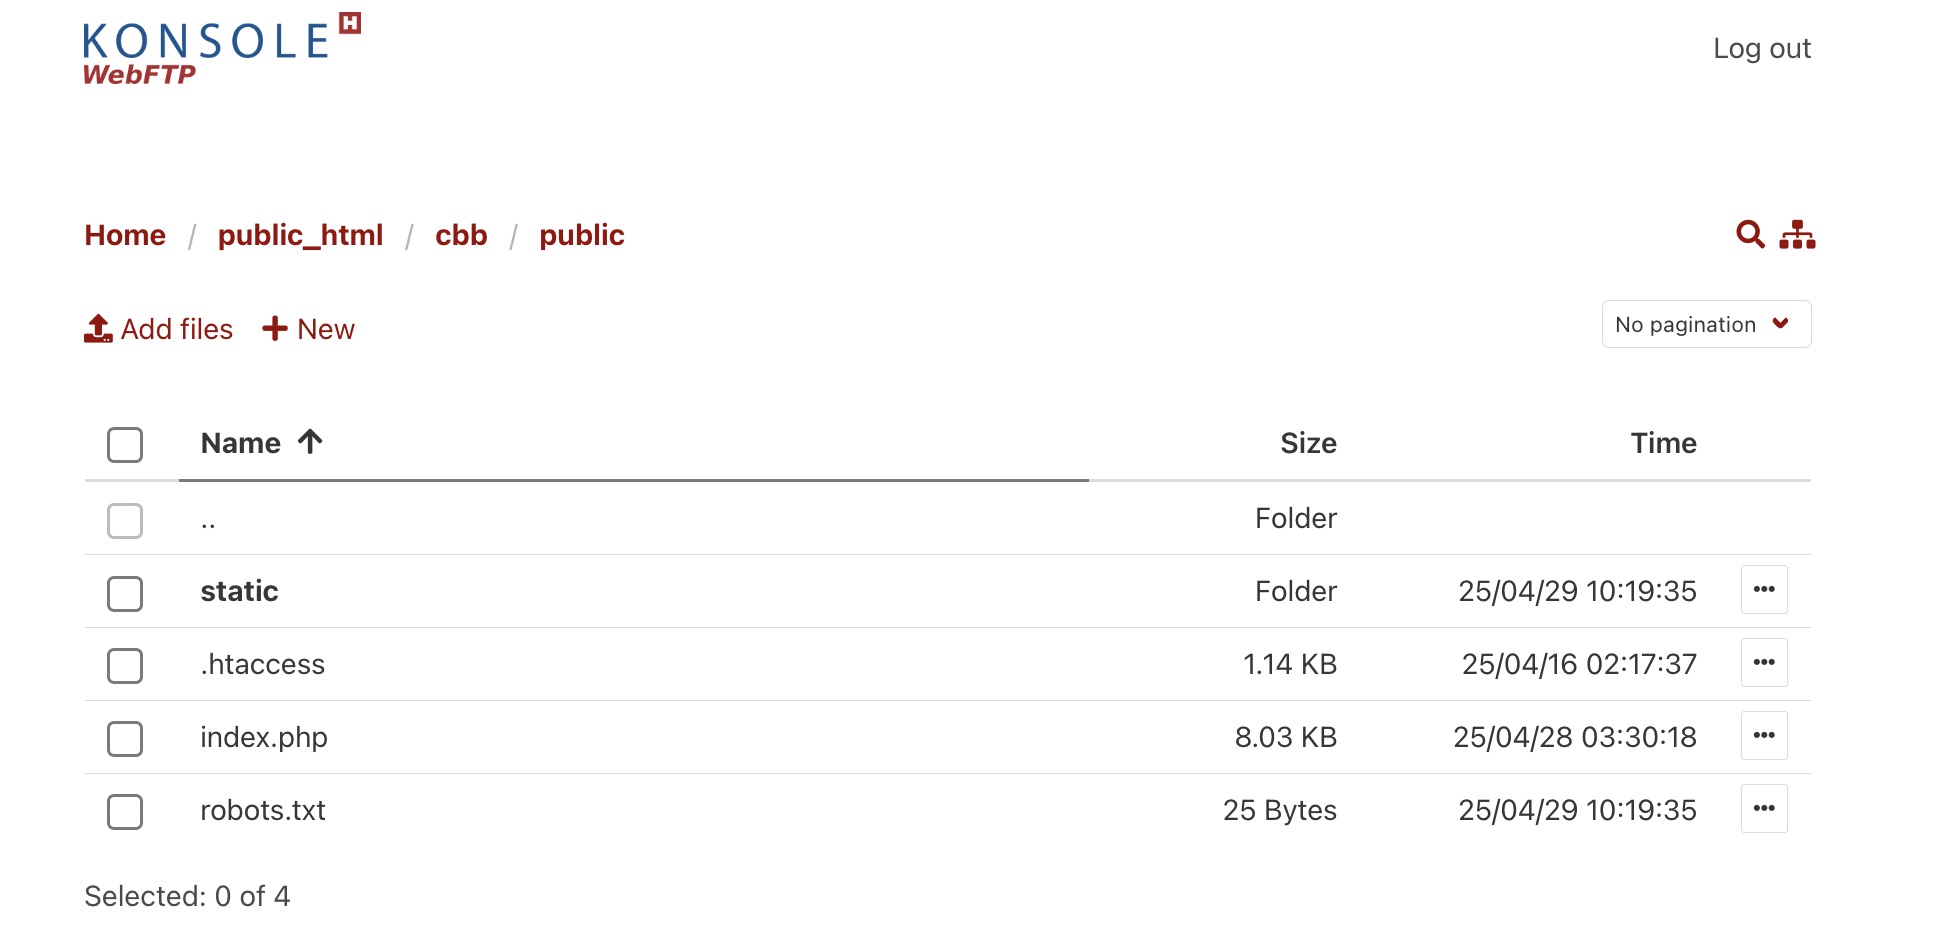 KONSOLE H
WebFTP
Log out
Home / public_html / cbb / public
Add files New
No pagination
Name Size Time
.. Folder
static Folder 25/04/29 10:19:35
.htaccess 1.14 KB 25/04/16 02:17:37
index.php 8.03 KB 25/04/28 03:30:18
robots.txt 25 Bytes 25/04/29 10:19:35
Selected: 0 of 4